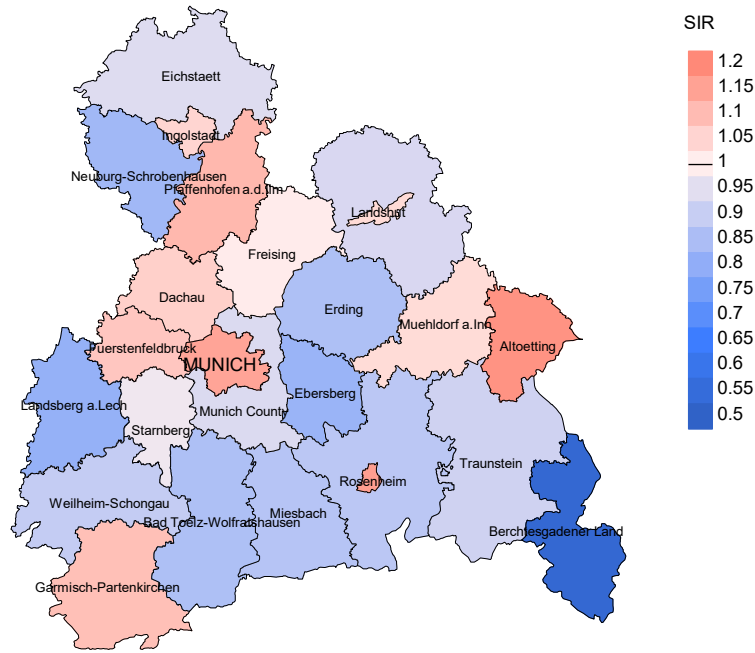 SIR
1.2
1.15
1.1
1.05
1
0.95
0.9
0.85
0.8
0.75
0.7
0.65
0.6
0.55
0.5
Eichstaett
Ingolstadt
Neuburg-Schrobenhausen
Pfaffenhofen a.d.Ilm
Landshut
Freising
Dachau
Erding
Muehldorf a.Inn
Fuerstenfeldbruck
Altoetting
MUNICH
Ebersberg
Landsberg a.Lech
Munich County
Starnberg
Traunstein
Rosenheim
Weilheim-Schongau
Miesbach
Bad Toelz-Wolfratshausen
Berchtesgadener Land
Garmisch-Partenkirchen